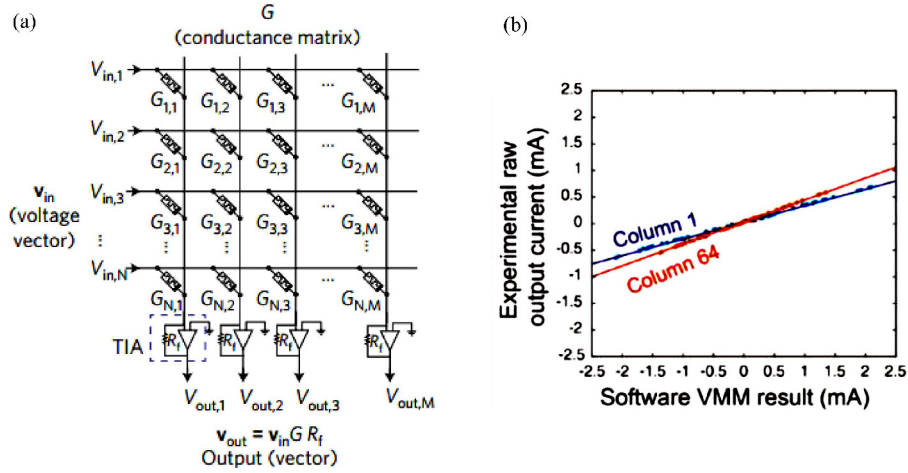 (a)
G
(conductance matrix)
V_in,1
G_1,1 G_1,2 G_1,3 ... G_1,M
V_in,2
G_2,1 G_2,2 G_2,3 ... G_2,M
v_in
(voltage
vector)
V_in,3
G_3,1 G_3,2 G_3,3 ... G_3,M
V_in,N
G_N,1 G_N,2 G_N,3 ... G_N,M
TIA
R_f R_f R_f R_f
V_out,1 V_out,2 V_out,3 V_out,M
v_out = v_in G R_f
Output (vector)
(b)
Experimental raw
output current (mA)
2.5
2
1.5
1
0.5
0
-0.5
-1
-1.5
-2
-2.5
Column 1
Column 64
-2.5 -2 -1.5 -1 -0.5 0 0.5 1 1.5 2 2.5
Software VMM result (mA)